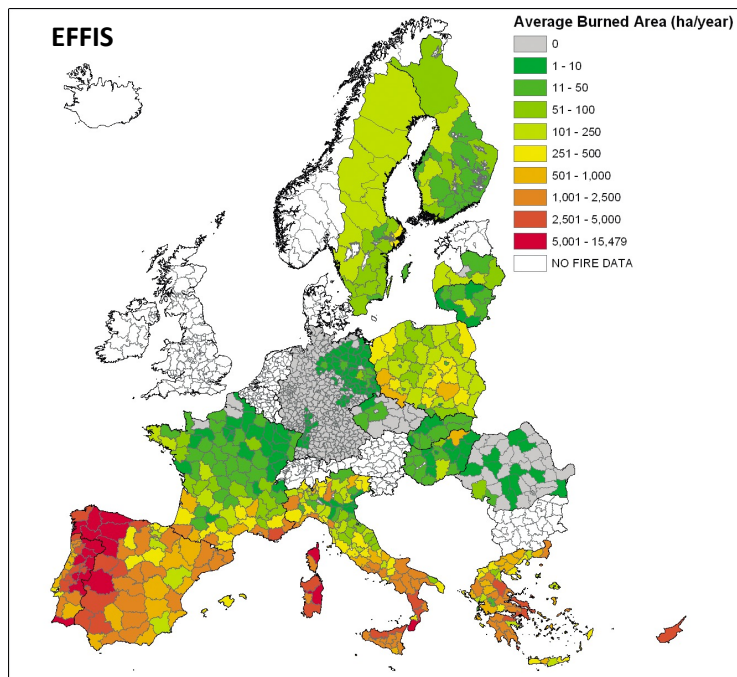 EFFIS
Average Burned Area (ha/year)
0
1 - 10
11 - 50
51 - 100
101 - 250
251 - 500
501 - 1,000
1,001 - 2,500
2,501 - 5,000
5,001 - 15,479
NO FIRE DATA